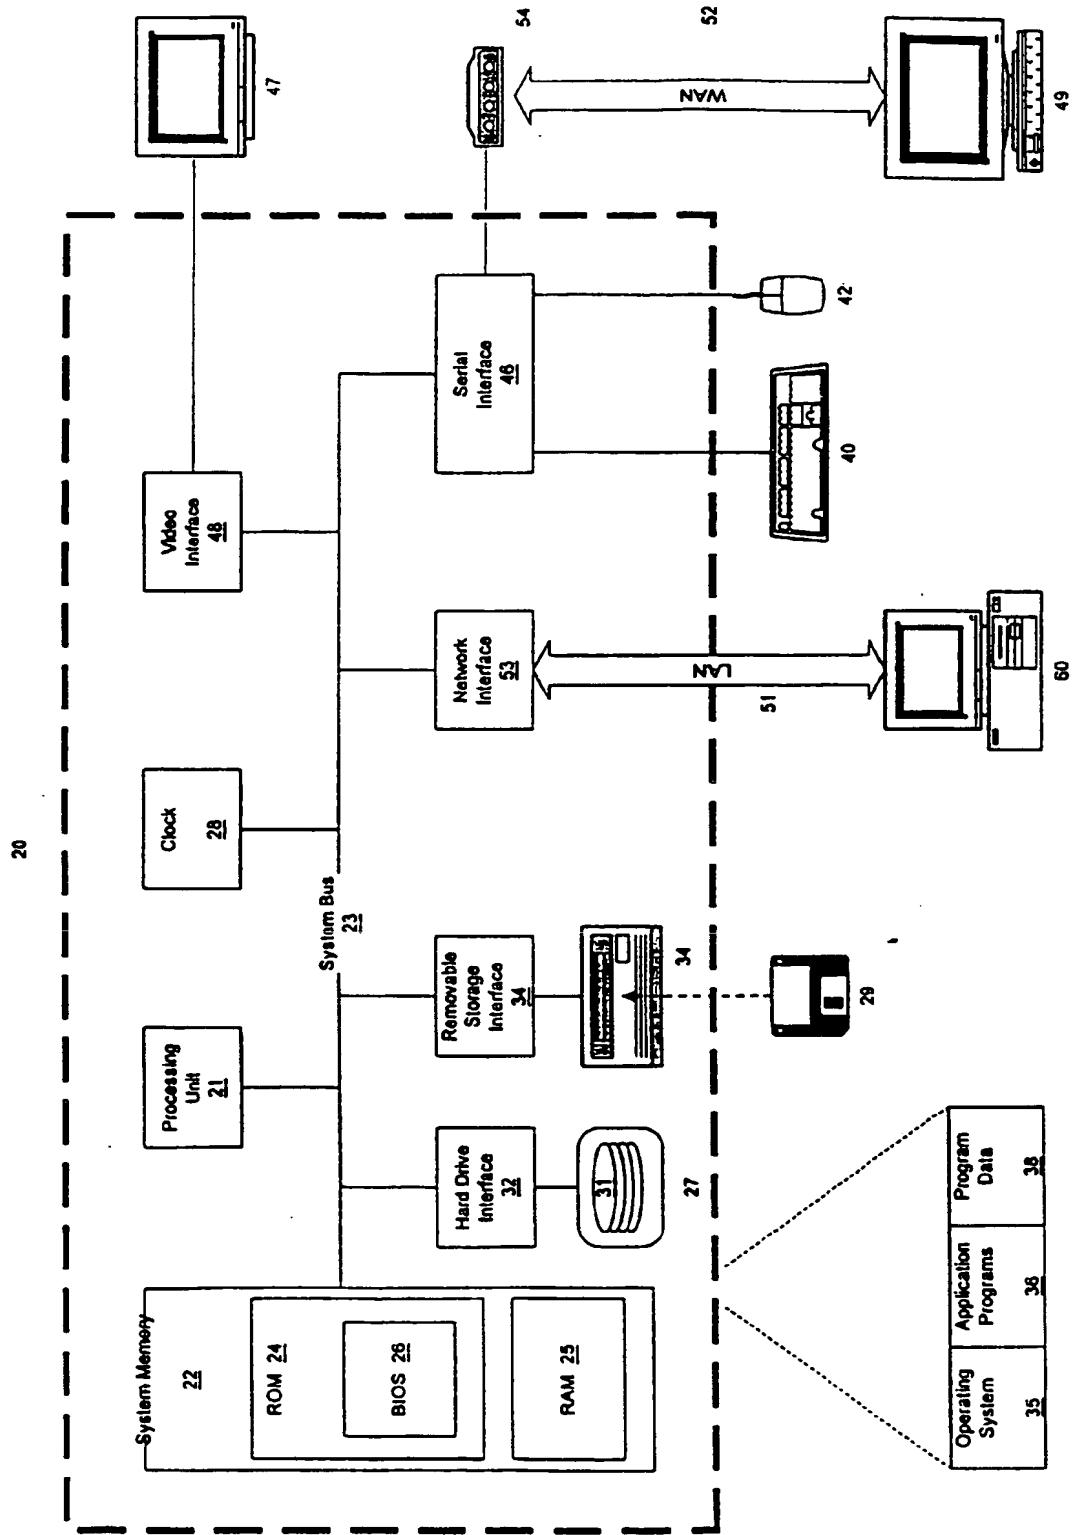 20
System Memory
22
ROM 24
BIOS 26
RAM 25
Processing
Unit
21
Clock
28
Video
Interface
48
47
System Bus
23
Hard Drive
Interface
32
31
27
Removable
Storage
Interface
34
34
29
Network
Interface
53
LAN
51
60
Serial
Interface
46
40
42
54
WAN
52
49
Operating
System
35
Application
Programs
36
Program
Data
38